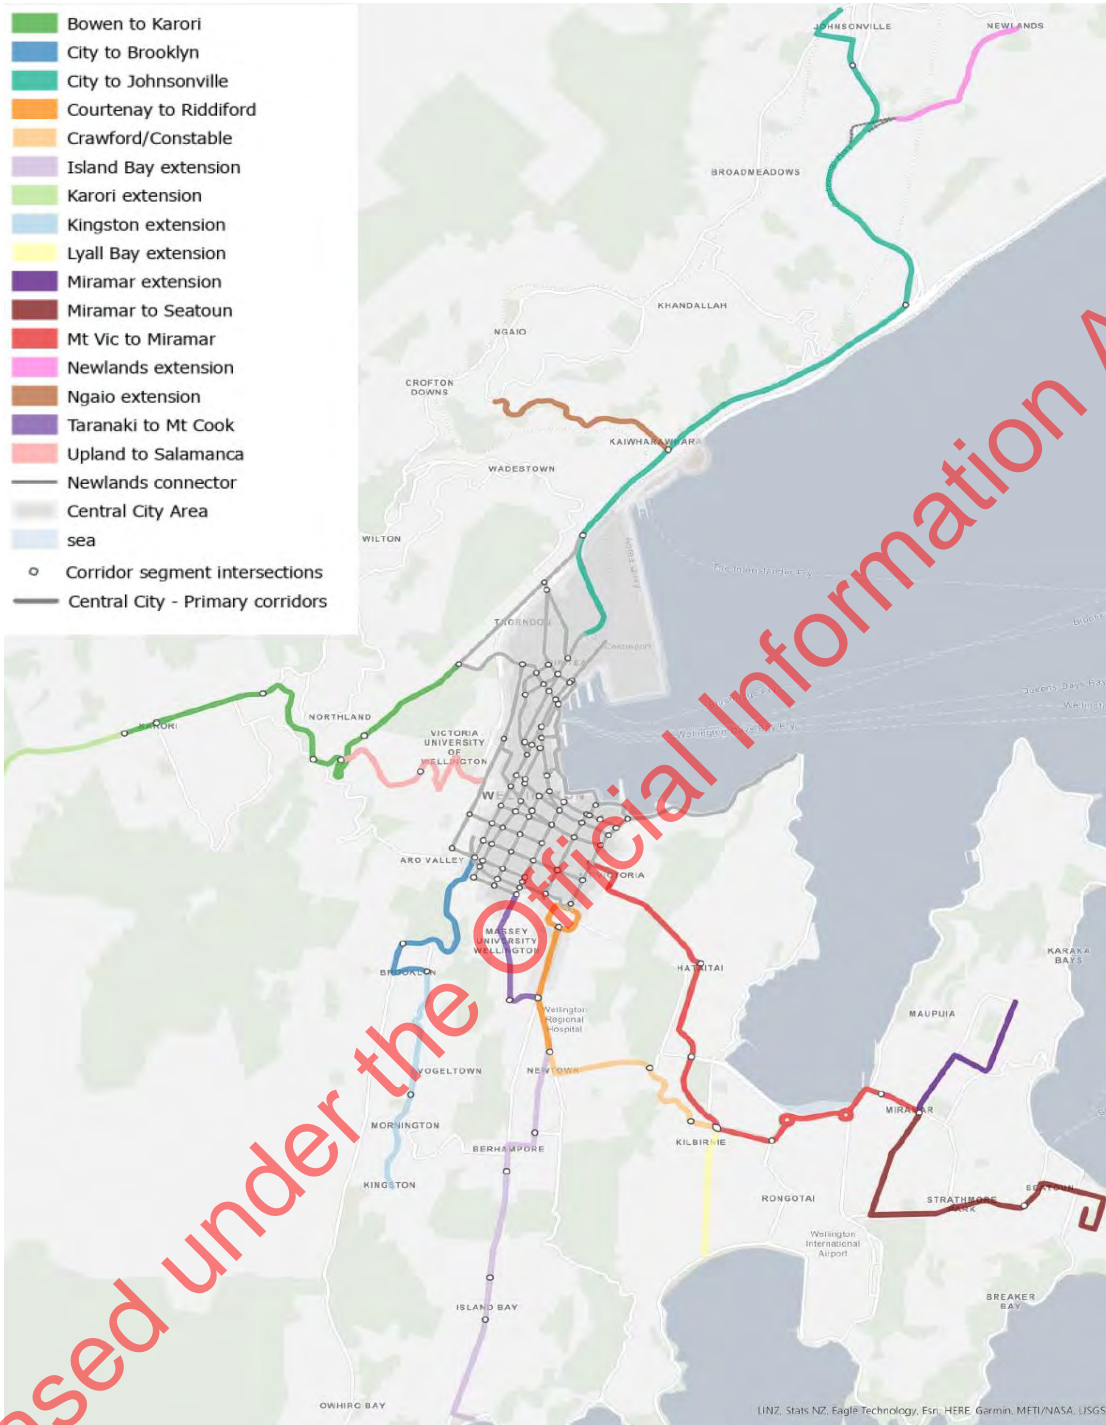 Bowen to Karori
City to Brooklyn
City to Johnsonville
Courtenay to Riddiford
Crawford/Constable
Island Bay extension
Karori extension
Kingston extension
Lyall Bay extension
Miramar extension
Miramar to Seatoun
Mt Vic to Miramar
Newlands extension
Ngaio extension
Taranaki to Mt Cook
Upland to Salamanca
Newlands connector
Central City Area
sea
Corridor segment intersections
Central City - Primary corridors
JOHNSONVILLE
NEWLANDS
BROADMEADOWS
KHANDALLAH
NGAIO
CROFTON
DOWNS
KAIWHARAWHARA
WADESTOWN
WILTON
THORNDON
KARORI
NORTHLAND
VICTORIA
UNIVERSITY
OF
WELLINGTON
WELLINGTON
ARO VALLEY
VICTORIA
MASSEY
UNIVERSITY
WELLINGTON
BROOKLYN
HATAITAI
KARAKA
BAYS
MAUPUIA
Wellington
Regional
Hospital
VOGELTOWN
NEWTOWN
MORNINGTON
MIRAMAR
BERHAMPORE
KILBIRNIE
KINGSTON
RONGOTAI
STRATHMORE
PARK
SEATOUN
Wellington
International
Airport
BREAKER
BAY
ISLAND BAY
OWHIRO BAY
LINZ, Stats NZ, Eagle Technology, Esri, HERE, Garmin, METI/NASA, USGS
ased under the Official Information A